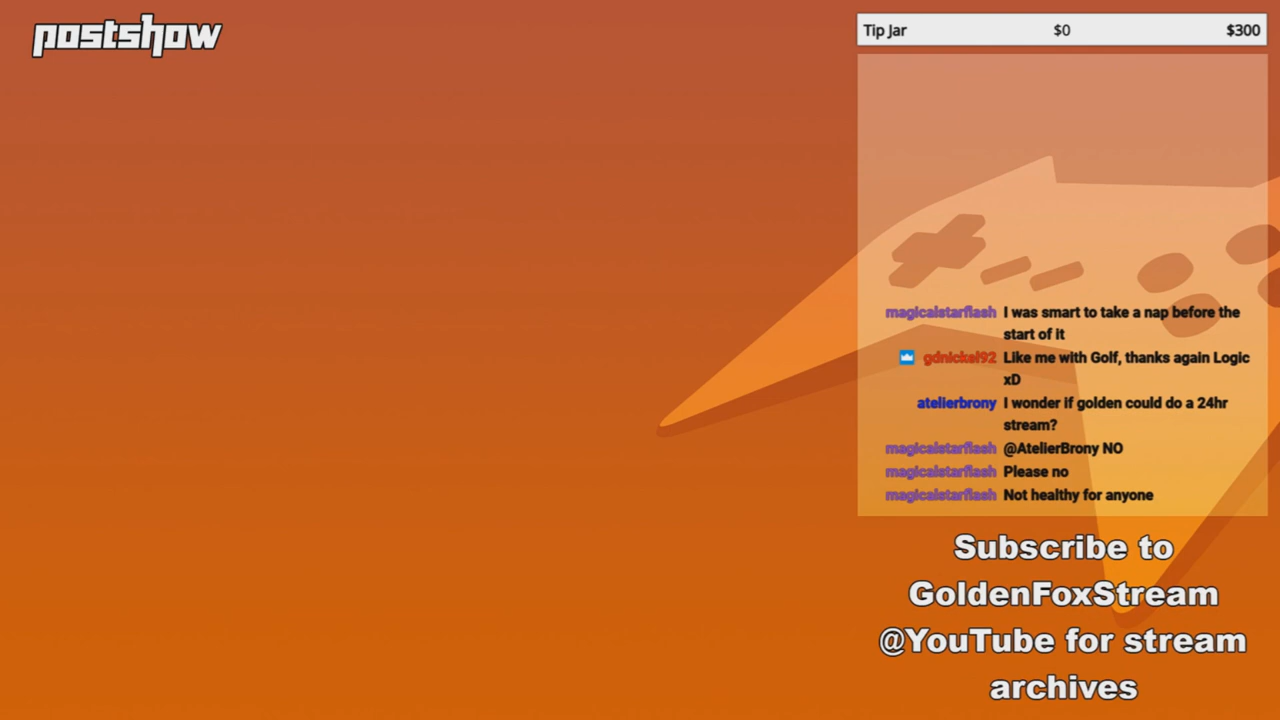 postshow
Tip Jar $0 $300
magicalstarflash I was smart to take a nap before the
start of it
gdnickel92 Like me with Golf, thanks again Logic
xD
atelierbrony I wonder if golden could do a 24hr
stream?
magicalstarflash @AtelierBrony NO
magicalstarflash Please no
magicalstarflash Not healthy for anyone
Subscribe to
GoldenFoxStream
@YouTube for stream
archives